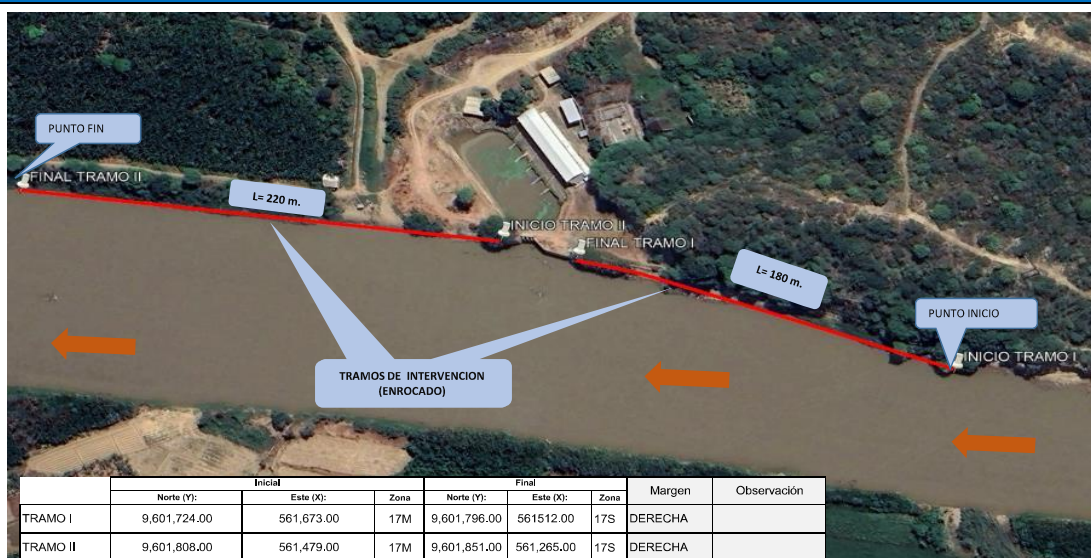 PUNTO FIN
FINAL TRAMO II
L= 220 m.
INICIO TRAMO II
FINAL TRAMO I
L= 180 m.
PUNTO INICIO
INICIO TRAMO I
TRAMOS DE INTERVENCION
(ENROCADO)
Inicial Final Margen Observación
Norte (Y): Este (X): Zona Norte (Y): Este (X): Zona
TRAMO I 9,601,724.00 561,673.00 17M 9,601,796.00 561512.00 17S DERECHA
TRAMO II 9,601,808.00 561,479.00 17M 9,601,851.00 561,265.00 17S DERECHA